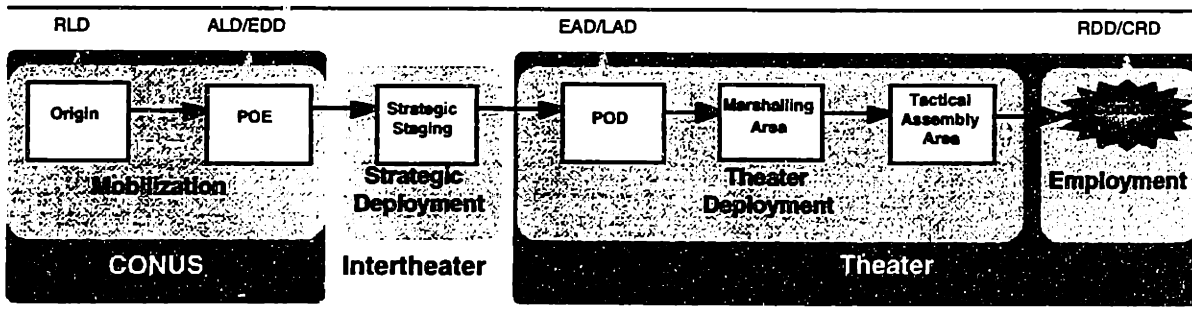 RLD
ALD/EDD
EAD/LAD
RDD/CRD
Origin
POE
Strategic
Staging
POD
Marshalling
Area
Tactical
Assembly
Area
Mobilization
Strategic
Deployment
Theater
Deployment
Employment
CONUS
Intertheater
Theater